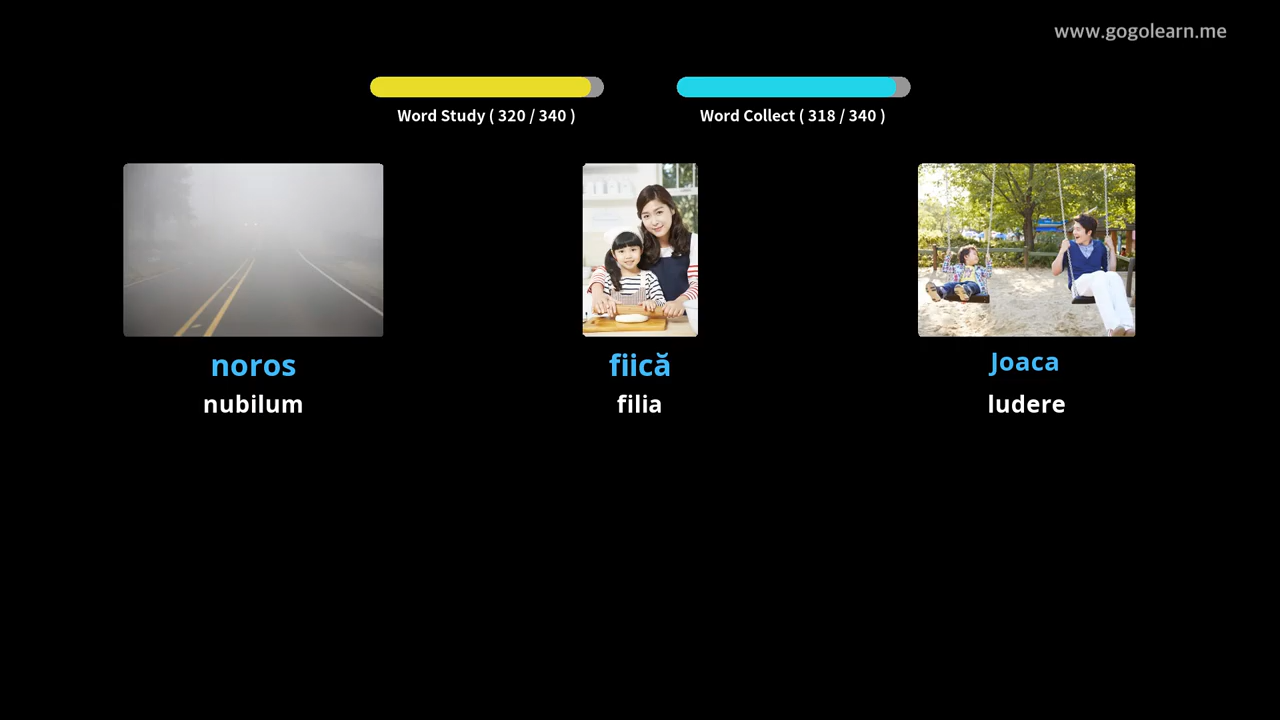 www.gogolearn.me
Word Study ( 320 / 340 )
Word Collect ( 318 / 340 )
noros
nubilum
fiică
filia
Joaca
ludere